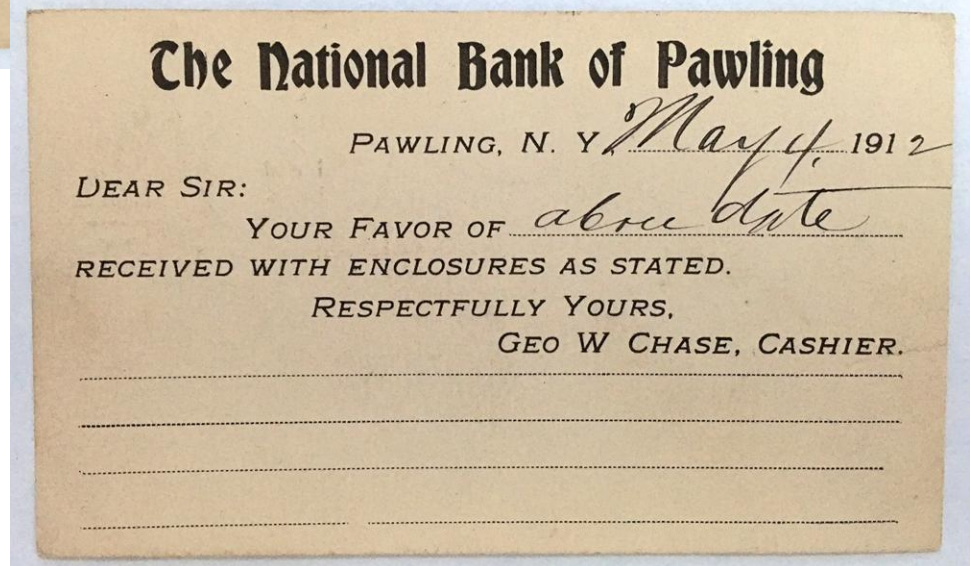 The National Bank of Pawling
PAWLING, N. Y. May 4, 1912
DEAR SIR:
YOUR FAVOR OF above date
RECEIVED WITH ENCLOSURES AS STATED.
RESPECTFULLY YOURS,
GEO W CHASE, CASHIER.